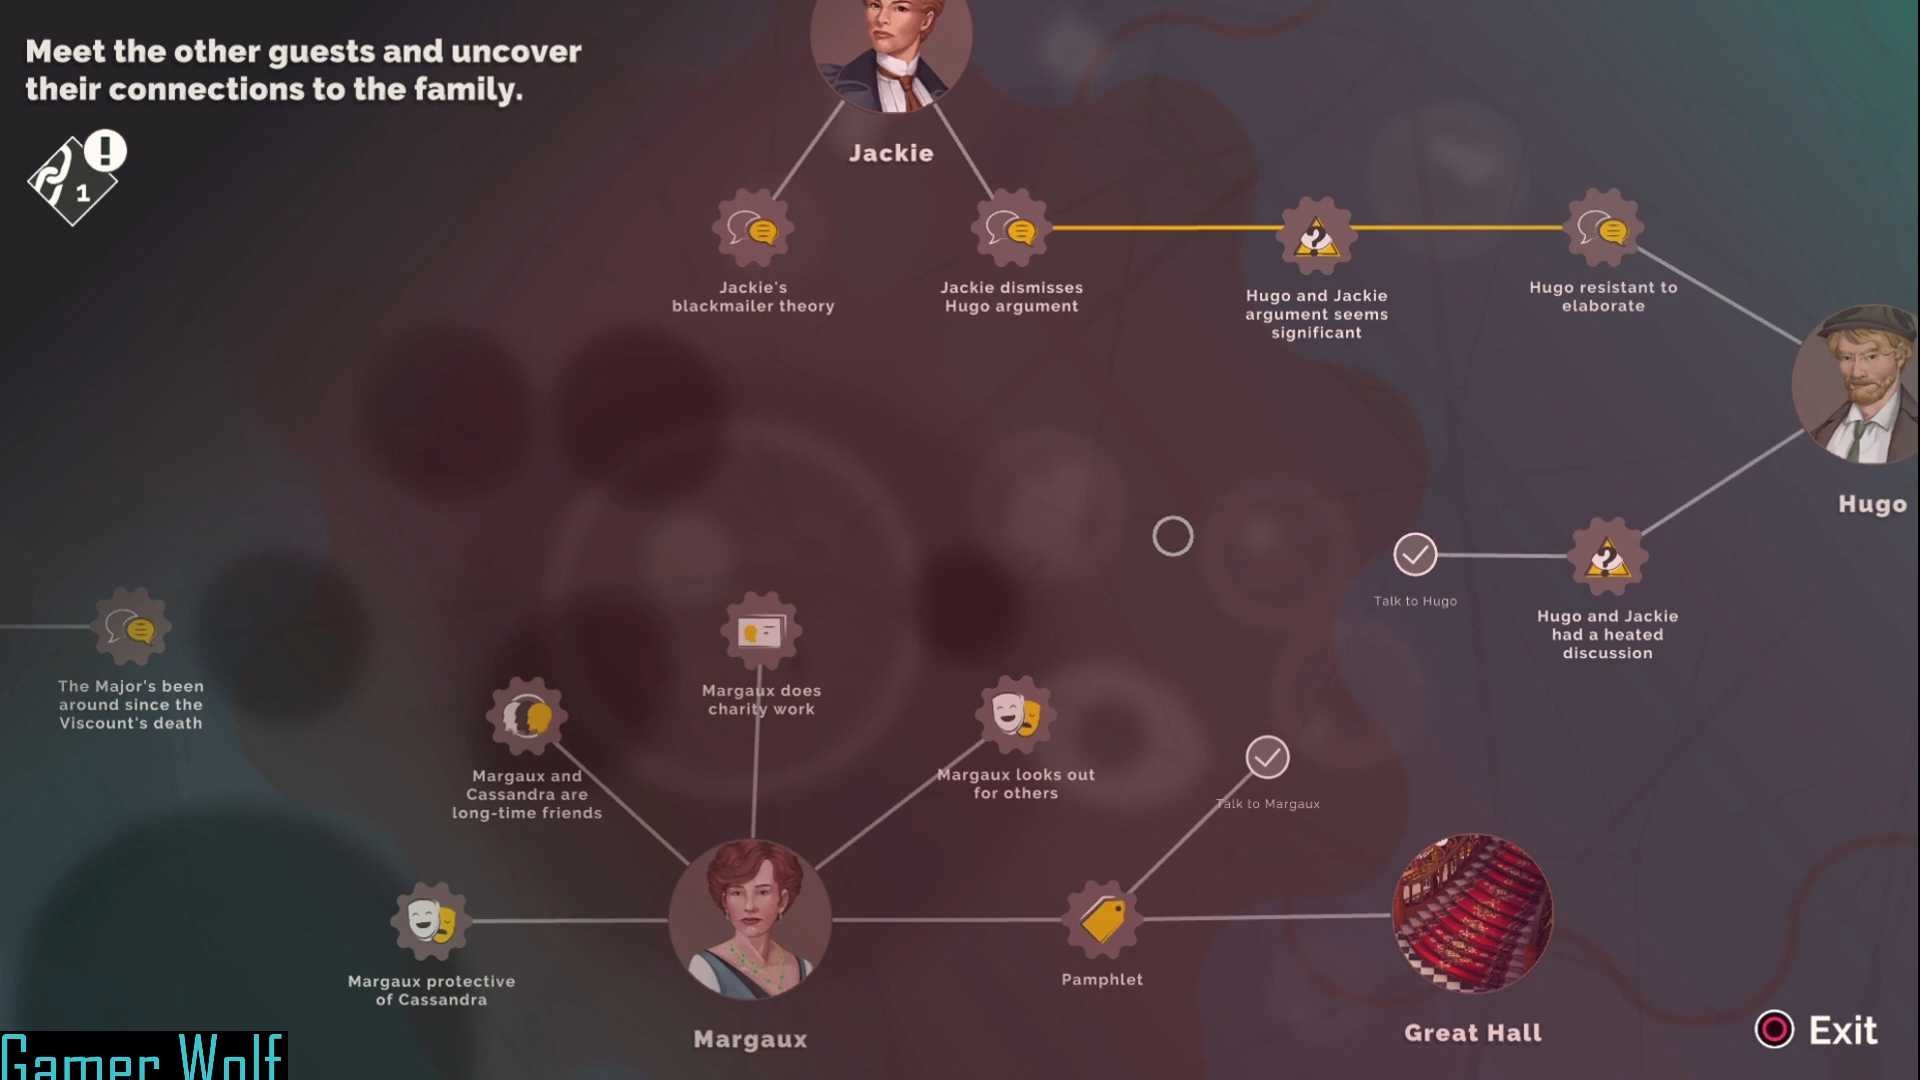 Meet the other guests and uncover
their connections to the family.
!
1
Jackie
Jackie's
blackmailer theory
Jackie dismisses
Hugo argument
?
Hugo and Jackie
argument seems
significant
Hugo resistant to
elaborate
Hugo
Talk to Hugo
?
Hugo and Jackie
had a heated
discussion
The Major's been
around since the
Viscount's death
Margaux does
charity work
Margaux and
Cassandra are
long-time friends
Margaux looks out
for others
Talk to Margaux
Margaux protective
of Cassandra
Pamphlet
Margaux
Great Hall
Exit
Gamer Wolf